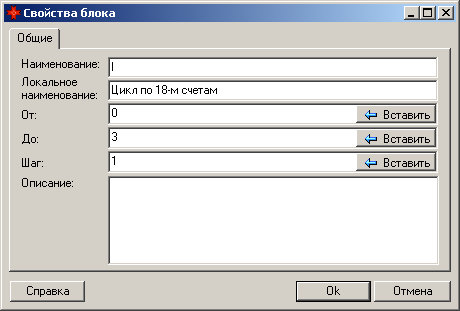 Свойства блока
Общие
Наименование:
Локальное
наименование: Цикл по 18-м счетам
От: 0 Вставить
До: 3 Вставить
Шаг: 1 Вставить
Описание:
Справка Ok Отмена